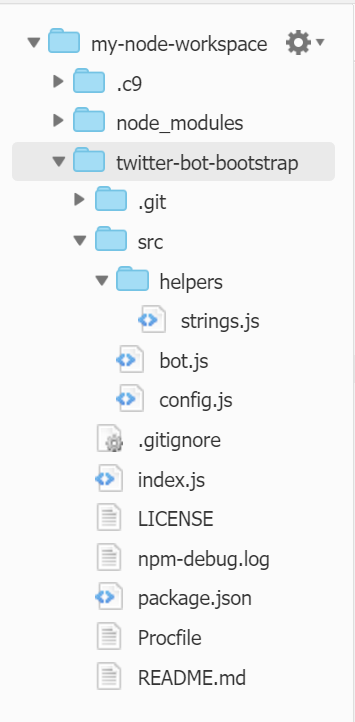 my-node-workspace
.c9
node_modules
twitter-bot-bootstrap
.git
src
helpers
strings.js
bot.js
config.js
.gitignore
index.js
LICENSE
npm-debug.log
package.json
Procfile
README.md